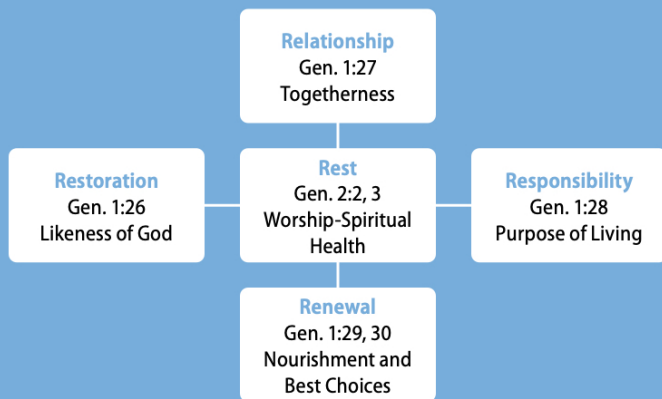 Relationship
Gen. 1:27
Togetherness
Restoration
Gen. 1:26
Likeness of God
Rest
Gen. 2:2, 3
Worship-Spiritual
Health
Responsibility
Gen. 1:28
Purpose of Living
Renewal
Gen. 1:29, 30
Nourishment and
Best Choices